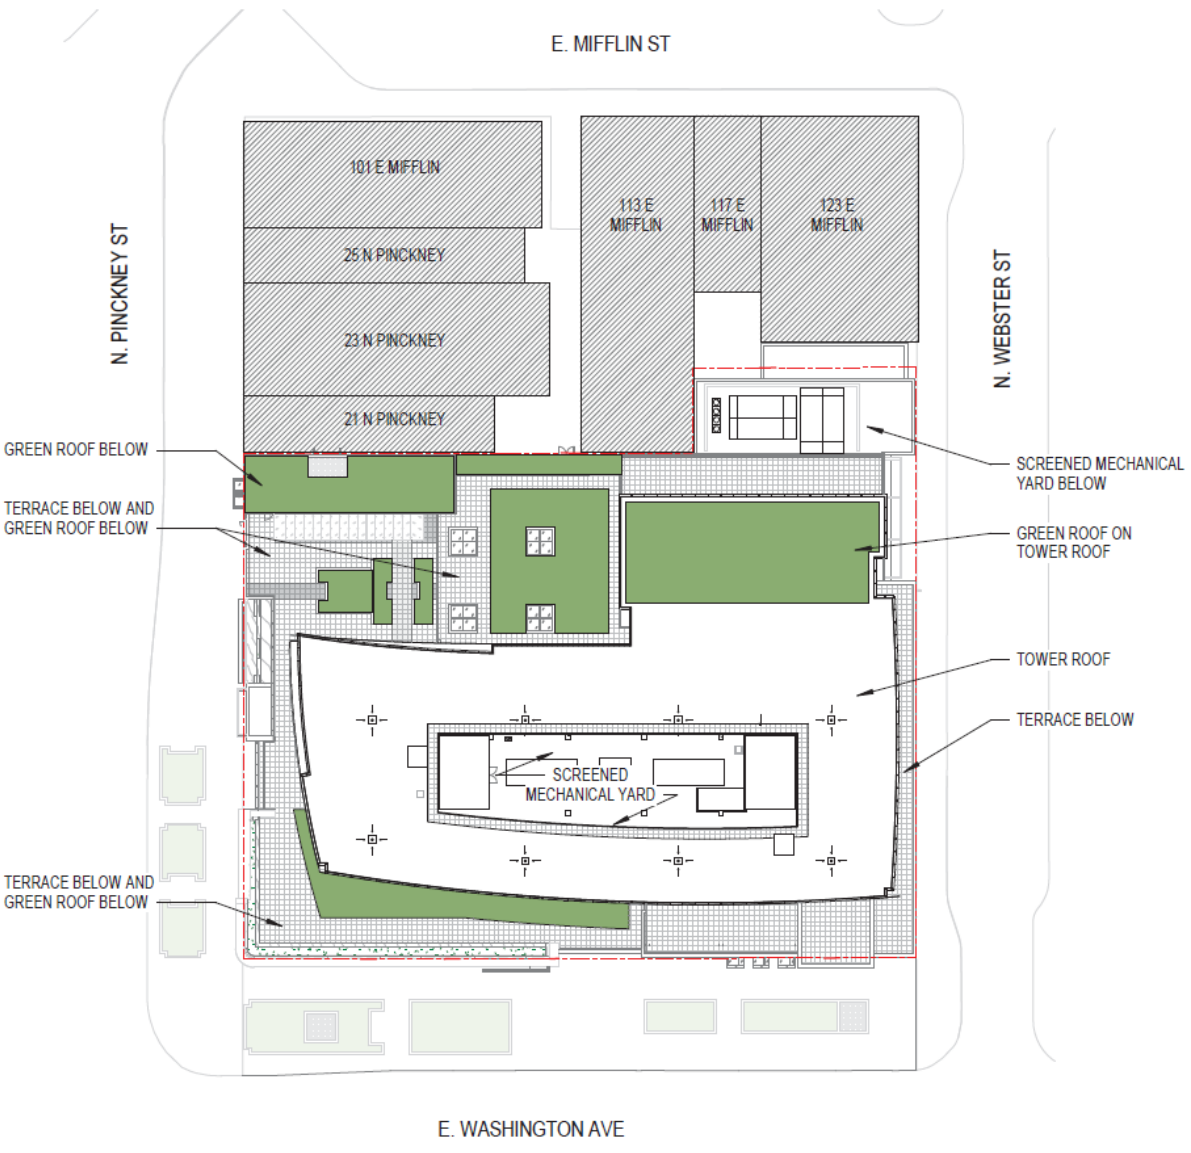 E. MIFFLIN ST
101 E MIFFLIN
113 E
MIFFLIN
117 E
MIFFLIN
123 E
MIFFLIN
25 N PINCKNEY
N. PINCKNEY ST
N. WEBSTER ST
23 N PINCKNEY
21 N PINCKNEY
GREEN ROOF BELOW
SCREENED MECHANICAL
YARD BELOW
TERRACE BELOW AND
GREEN ROOF BELOW
GREEN ROOF ON
TOWER ROOF
TOWER ROOF
TERRACE BELOW
SCREENED
MECHANICAL YARD
TERRACE BELOW AND
GREEN ROOF BELOW
E. WASHINGTON AVE